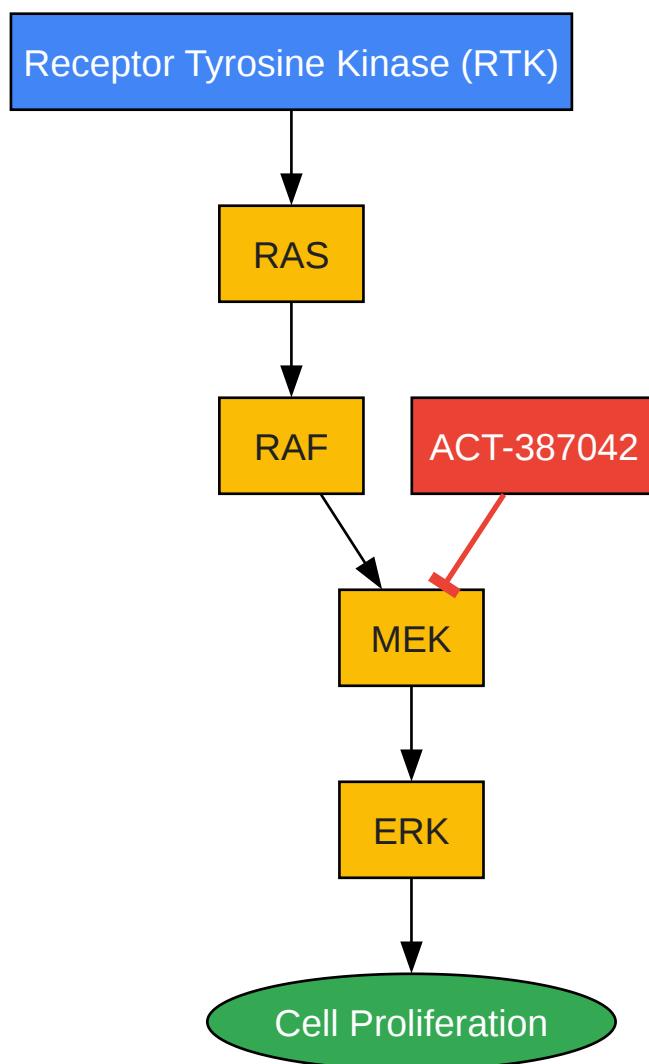 Receptor Tyrosine Kinase (RTK)
RAS
RAF
ACT-387042
MEK
ERK
Cell Proliferation